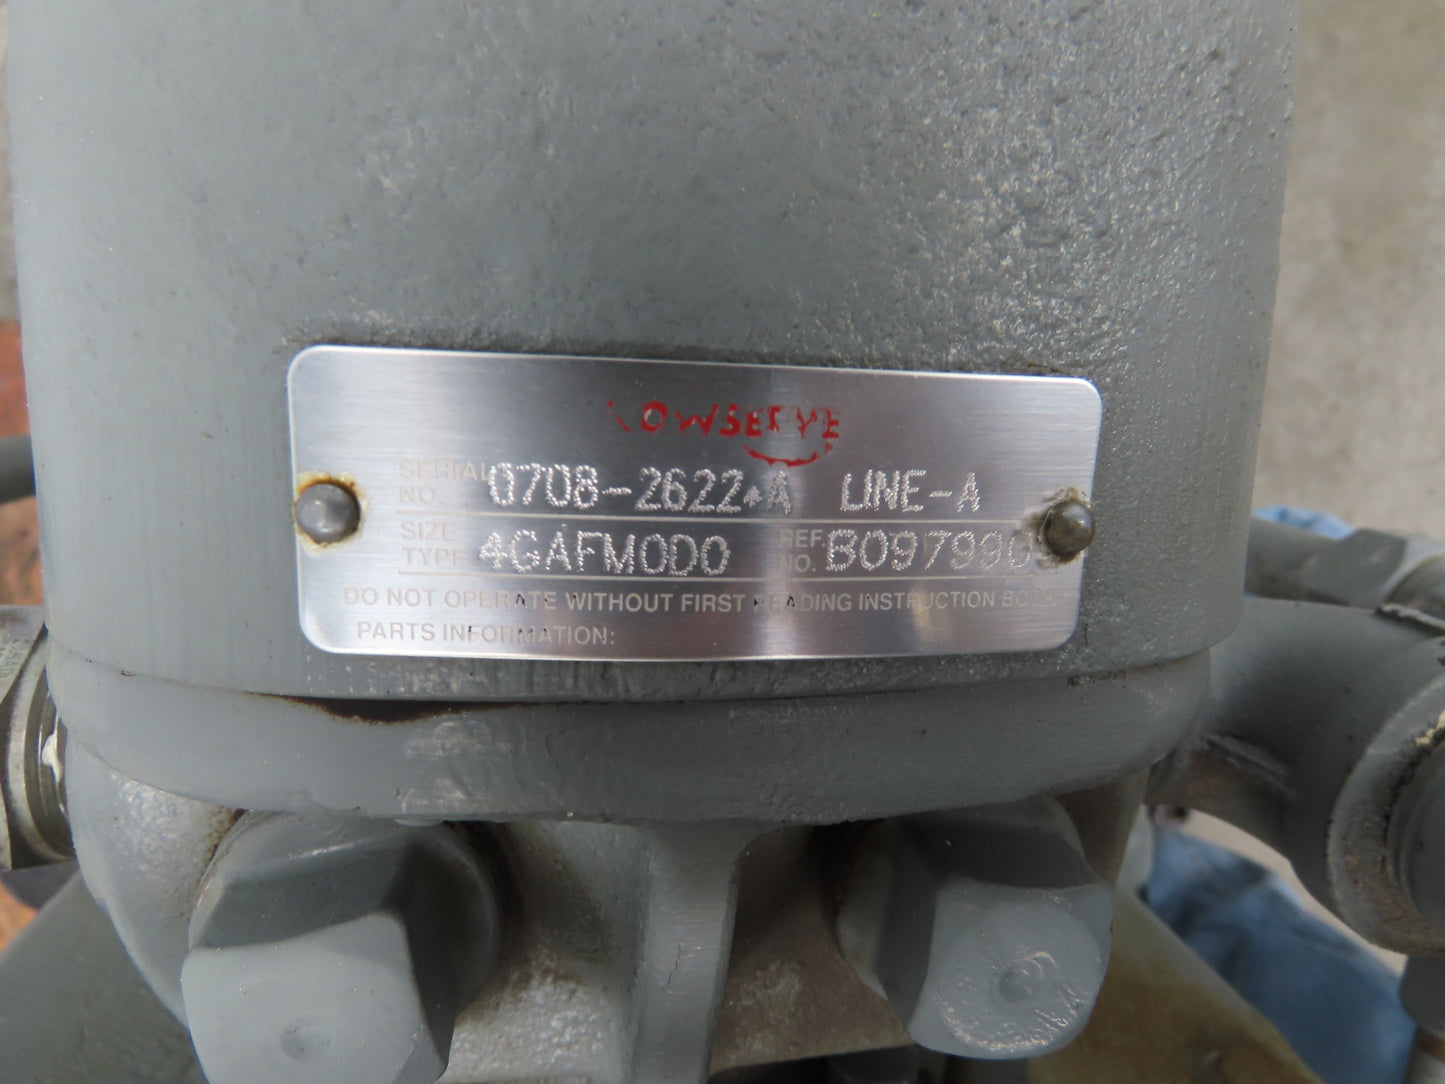 LOWSERVE
SERIAL NO. 0708-2622*A LINE-A
SIZE TYPE 4GAFM0D0 REF. NO. B097990
DO NOT OPERATE WITHOUT FIRST READING INSTRUCTION
PARTS INFORMATION: